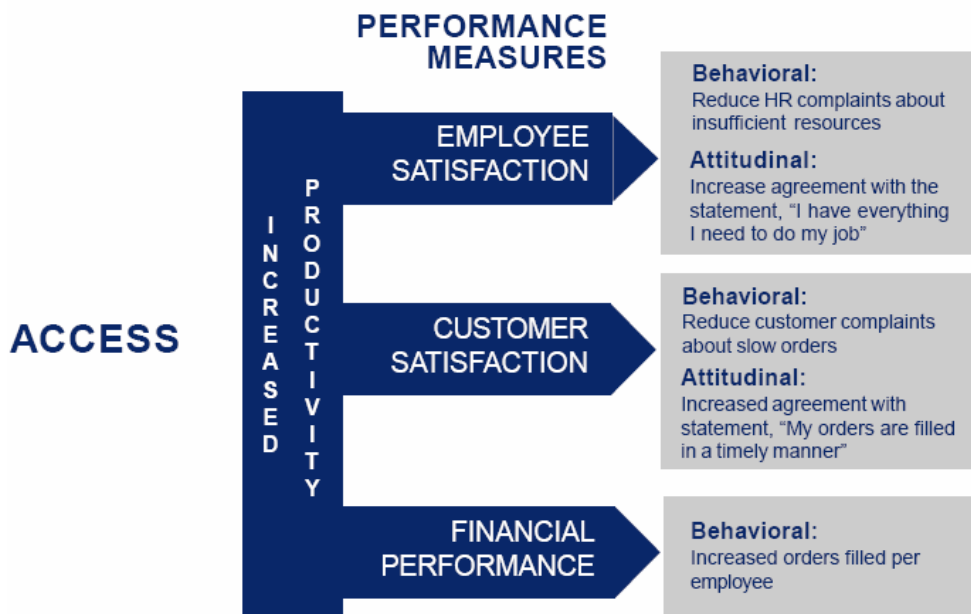 PERFORMANCE
MEASURES
ACCESS
INCREASED
PRODUCTIVITY
EMPLOYEE
SATISFACTION
Behavioral:
Reduce HR complaints about
insufficient resources
Attitudinal:
Increase agreement with the
statement, “I have everything
I need to do my job”
CUSTOMER
SATISFACTION
Behavioral:
Reduce customer complaints
about slow orders
Attitudinal:
Increased agreement with
statement, “My orders are filled
in a timely manner”
FINANCIAL
PERFORMANCE
Behavioral:
Increased orders filled per
employee